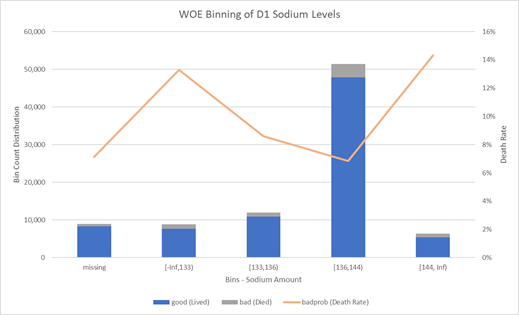 WOE Binning of D1 Sodium Levels
60,000
50,000
40,000
30,000
20,000
10,000
0
Bin Count Distribution
16%
14%
12%
10%
8%
6%
4%
2%
0%
Death Rate
missing [-Inf,133) [133,136) [136,144) [144, Inf)
Bins - Sodium Amount
good (Lived) bad (Died) badprob (Death Rate)